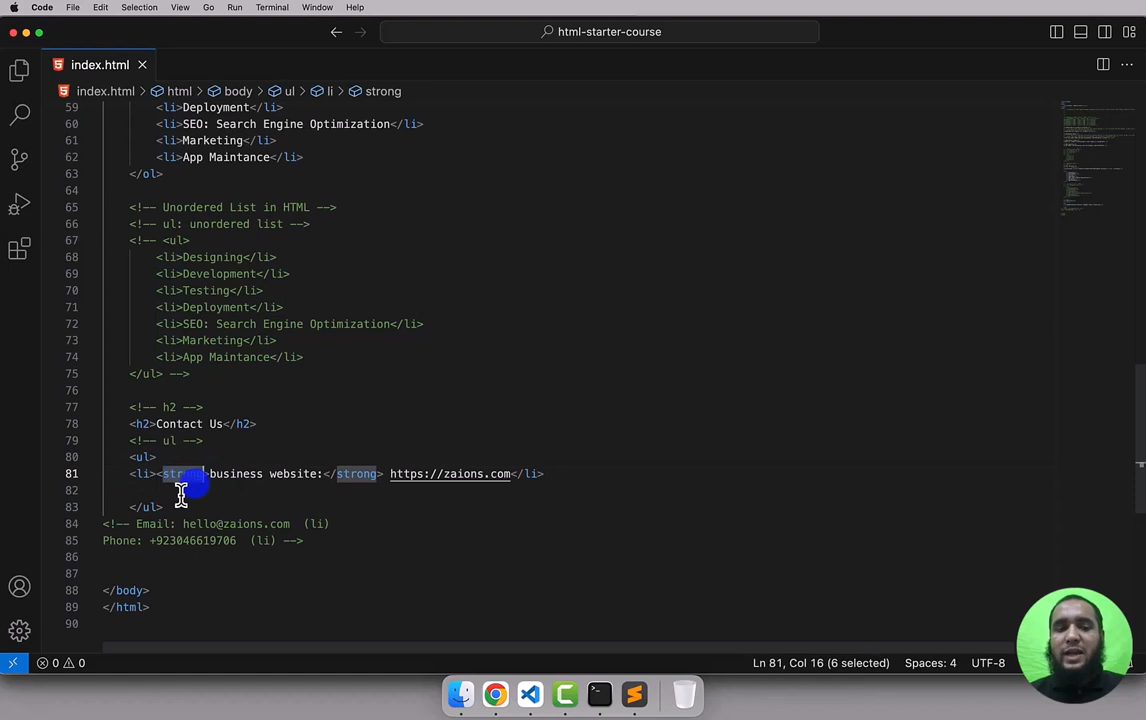 Code File Edit Selection View Go Run Terminal Window Help
html-starter-course
index.html
index.html > html > body > ul > li > strong
59 <li>Deployment</li>
60 <li>SEO: Search Engine Optimization</li>
61 <li>Marketing</li>
62 <li>App Maintance</li>
63 </ol>
64
65 <!-- Unordered List in HTML -->
66 <!-- ul: unordered list -->
67 <!-- <ul>
68 <li>Designing</li>
69 <li>Development</li>
70 <li>Testing</li>
71 <li>Deployment</li>
72 <li>SEO: Search Engine Optimization</li>
73 <li>Marketing</li>
74 <li>App Maintance</li>
75 </ul> -->
76
77 <!-- h2 -->
78 <h2>Contact Us</h2>
79 <!-- ul -->
80 <ul>
81 <li><strong>business website:</strong> https://zaions.com</li>
82
83 </ul>
84 <!-- Email: hello@zaions.com (li)
85 Phone: +923046619706 (li) -->
86
87
88 </body>
89 </html>
90
0 0 Ln 81, Col 16 (6 selected) Spaces: 4 UTF-8